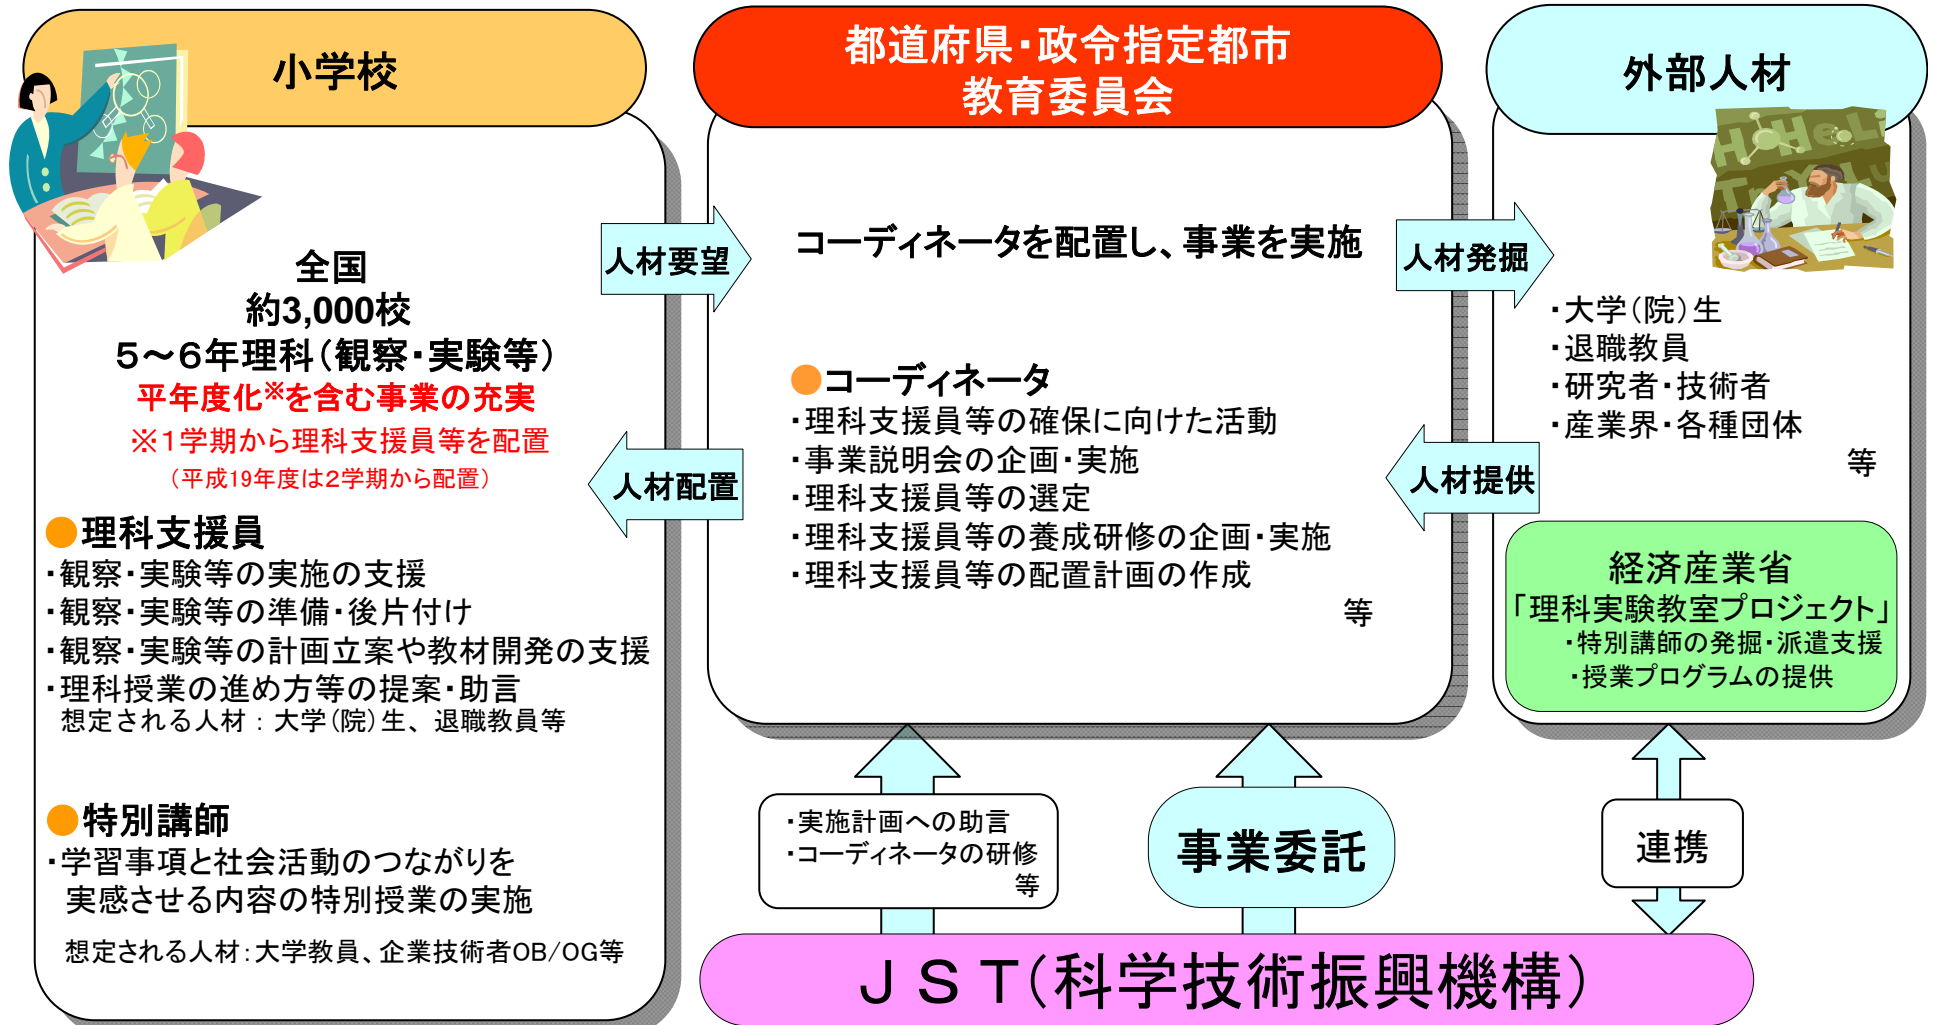 小学校
全国
約3,000校
5~6年理科(観察・実験等)
平年度化※を含む事業の充実
※1学期から理科支援員等を配置
(平成19年度は2学期から配置)
●理科支援員
・観察・実験等の実施の支援
・観察・実験等の準備・後片付け
・観察・実験等の計画立案や教材開発の支援
・理科授業の進め方等の提案・助言
想定される人材：大学(院)生、退職教員等
●特別講師
・学習事項と社会活動のつながりを
実感させる内容の特別授業の実施
想定される人材：大学教員、企業技術者OB/OG等
人材要望
人材配置
都道府県・政令指定都市
教育委員会
コーディネータを配置し、事業を実施
●コーディネータ
・理科支援員等の確保に向けた活動
・事業説明会の企画・実施
・理科支援員等の選定
・理科支援員等の養成研修の企画・実施
・理科支援員等の配置計画の作成
等
人材発掘
人材提供
外部人材
・大学(院)生
・退職教員
・研究者・技術者
・産業界・各種団体
等
経済産業省
「理科実験教室プロジェクト」
・特別講師の発掘・派遣支援
・授業プログラムの提供
・実施計画への助言
・コーディネータの研修
等
事業委託
連携
JST(科学技術振興機構)